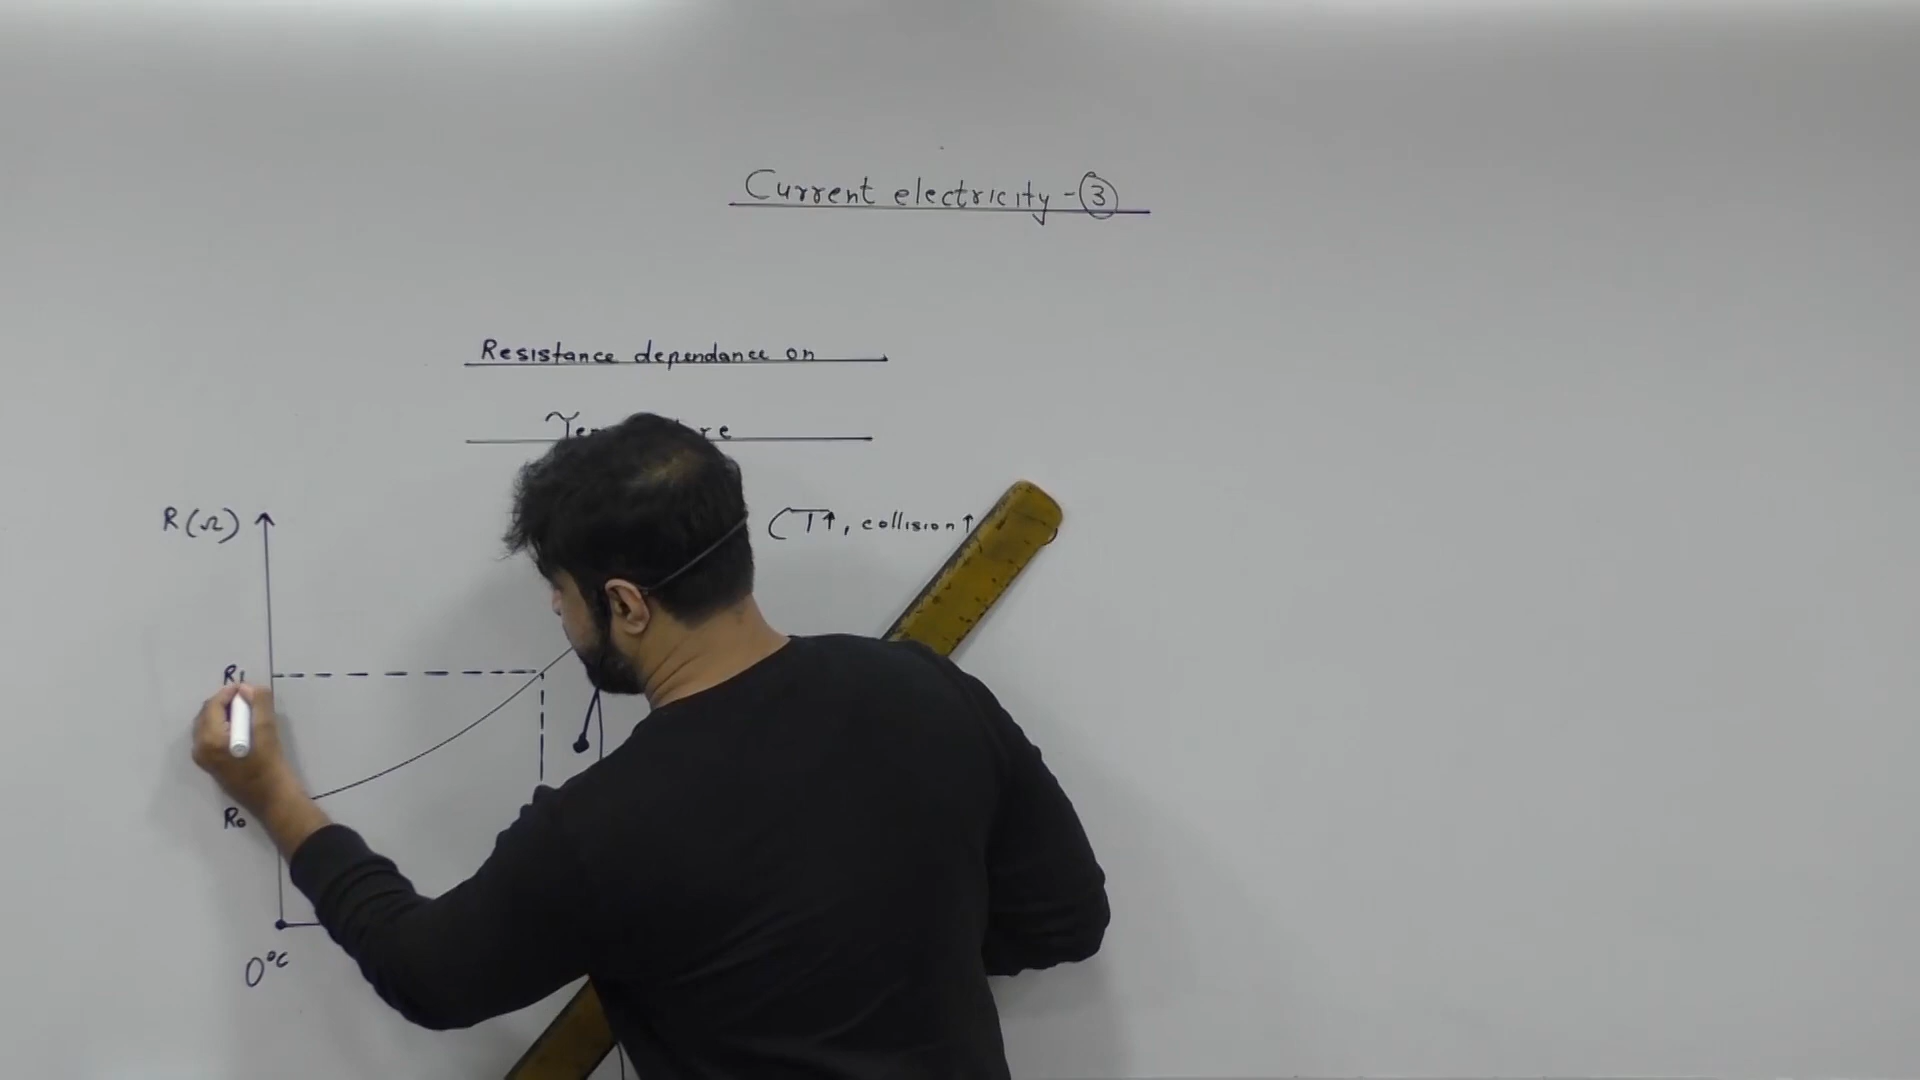 Current electricity - 3
Resistance dependance on
R(Ω)
(T↑, collision↑
R1
R0
0°C